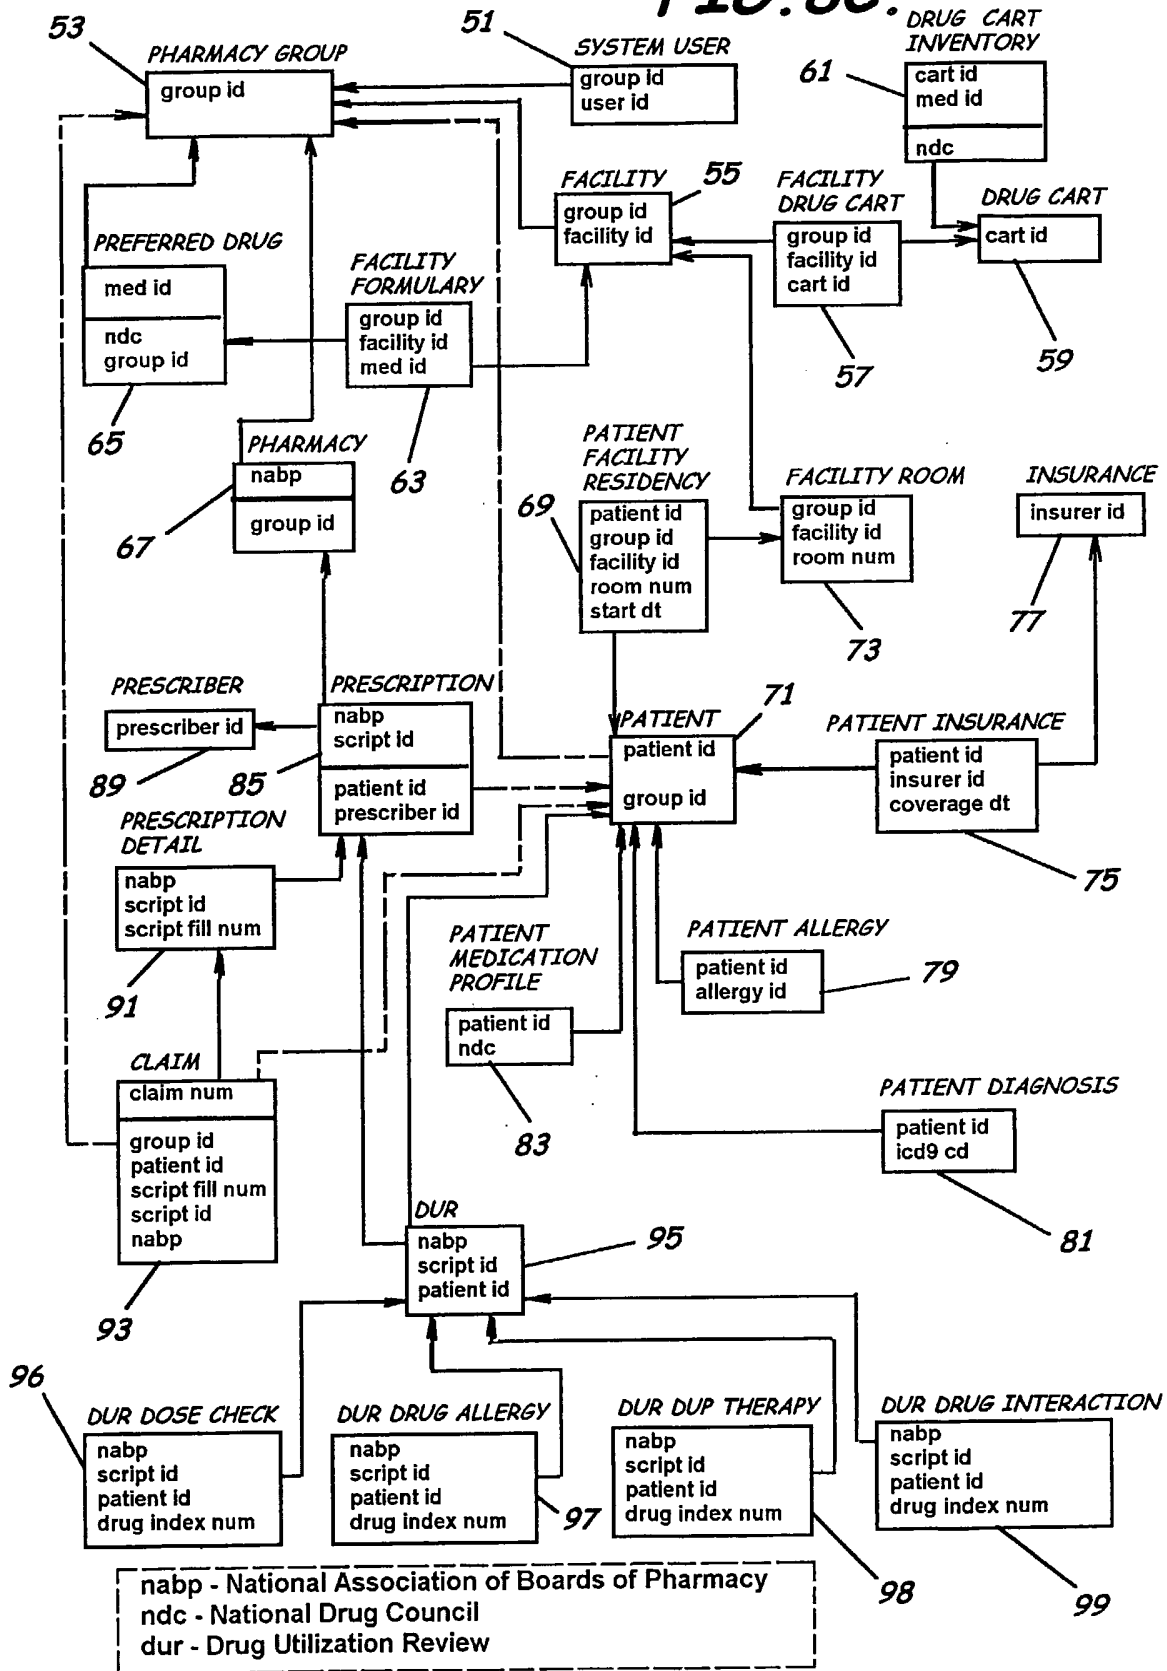 FIG. 8C.
53
PHARMACY GROUP
group id
51
SYSTEM USER
group id
user id
DRUG CART
INVENTORY
61
cart id
med id
ndc
FACILITY
55
group id
facility id
FACILITY
DRUG CART
group id
facility id
cart id
57
DRUG CART
cart id
59
PREFERRED DRUG
med id
ndc
group id
65
FACILITY
FORMULARY
group id
facility id
med id
63
PHARMACY
nabp
group id
67
PATIENT
FACILITY
RESIDENCY
69
patient id
group id
facility id
room num
start dt
FACILITY ROOM
group id
facility id
room num
73
INSURANCE
insurer id
77
PRESCRIBER
prescriber id
89
PRESCRIPTION
nabp
script id
85
patient id
prescriber id
PATIENT
71
patient id
group id
PATIENT INSURANCE
patient id
insurer id
coverage dt
75
PRESCRIPTION
DETAIL
nabp
script id
script fill num
91
PATIENT
MEDICATION
PROFILE
patient id
ndc
83
PATIENT ALLERGY
patient id
allergy id
79
CLAIM
claim num
group id
patient id
script fill num
script id
nabp
93
PATIENT DIAGNOSIS
patient id
icd9 cd
81
DUR
nabp
script id
patient id
95
96
DUR DOSE CHECK
nabp
script id
patient id
drug index num
DUR DRUG ALLERGY
nabp
script id
patient id
drug index num
97
DUR DUP THERAPY
nabp
script id
patient id
drug index num
98
DUR DRUG INTERACTION
nabp
script id
patient id
drug index num
99
nabp - National Association of Boards of Pharmacy
ndc - National Drug Council
dur - Drug Utilization Review